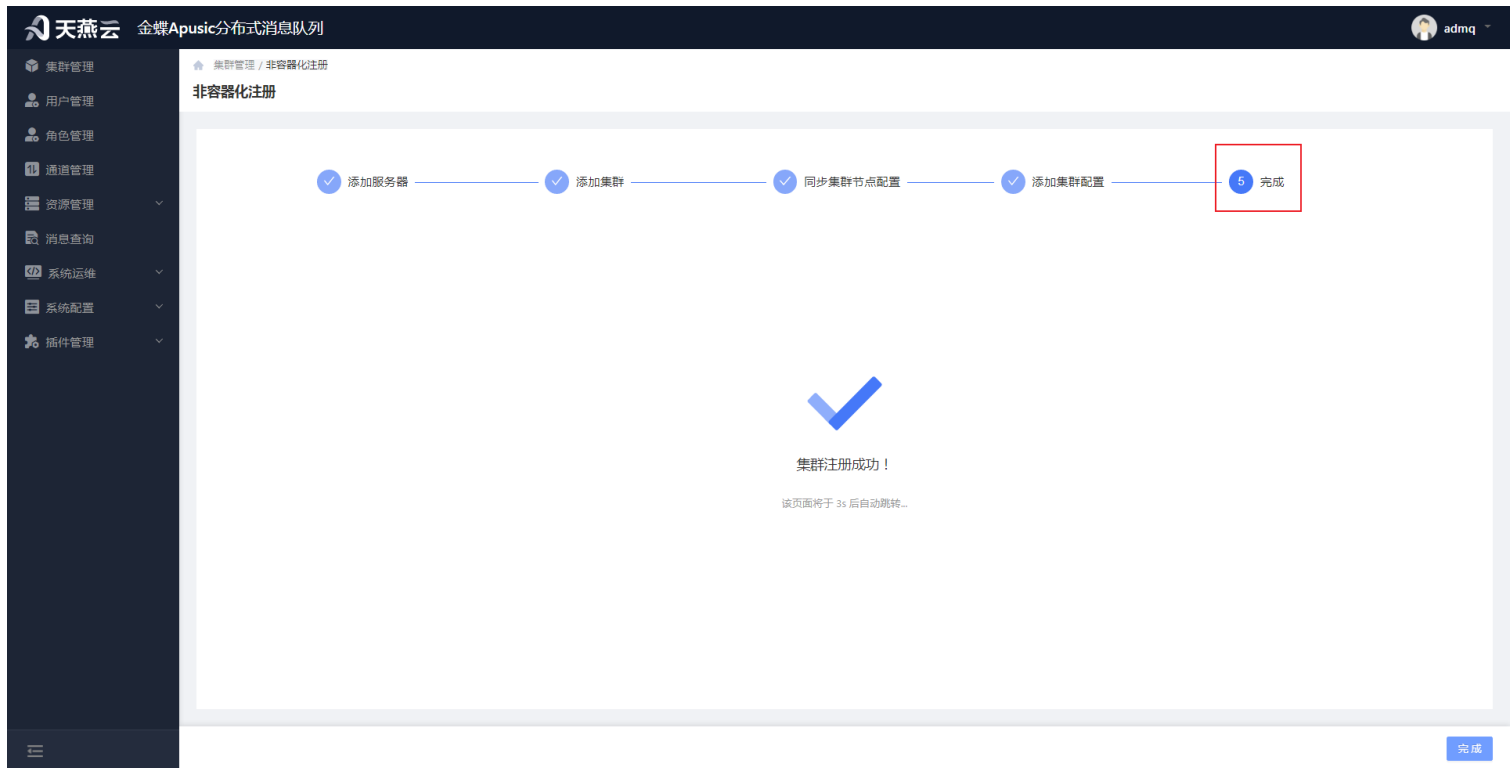 天燕云 金蝶Apusic分布式消息队列
admq
集群管理
用户管理
角色管理
通道管理
资源管理
消息查询
系统运维
系统配置
插件管理
集群管理 / 非容器化注册
非容器化注册
添加服务器
添加集群
同步集群节点配置
添加集群配置
5 完成
集群注册成功！
该页面将于 3s 后自动跳转...
完成